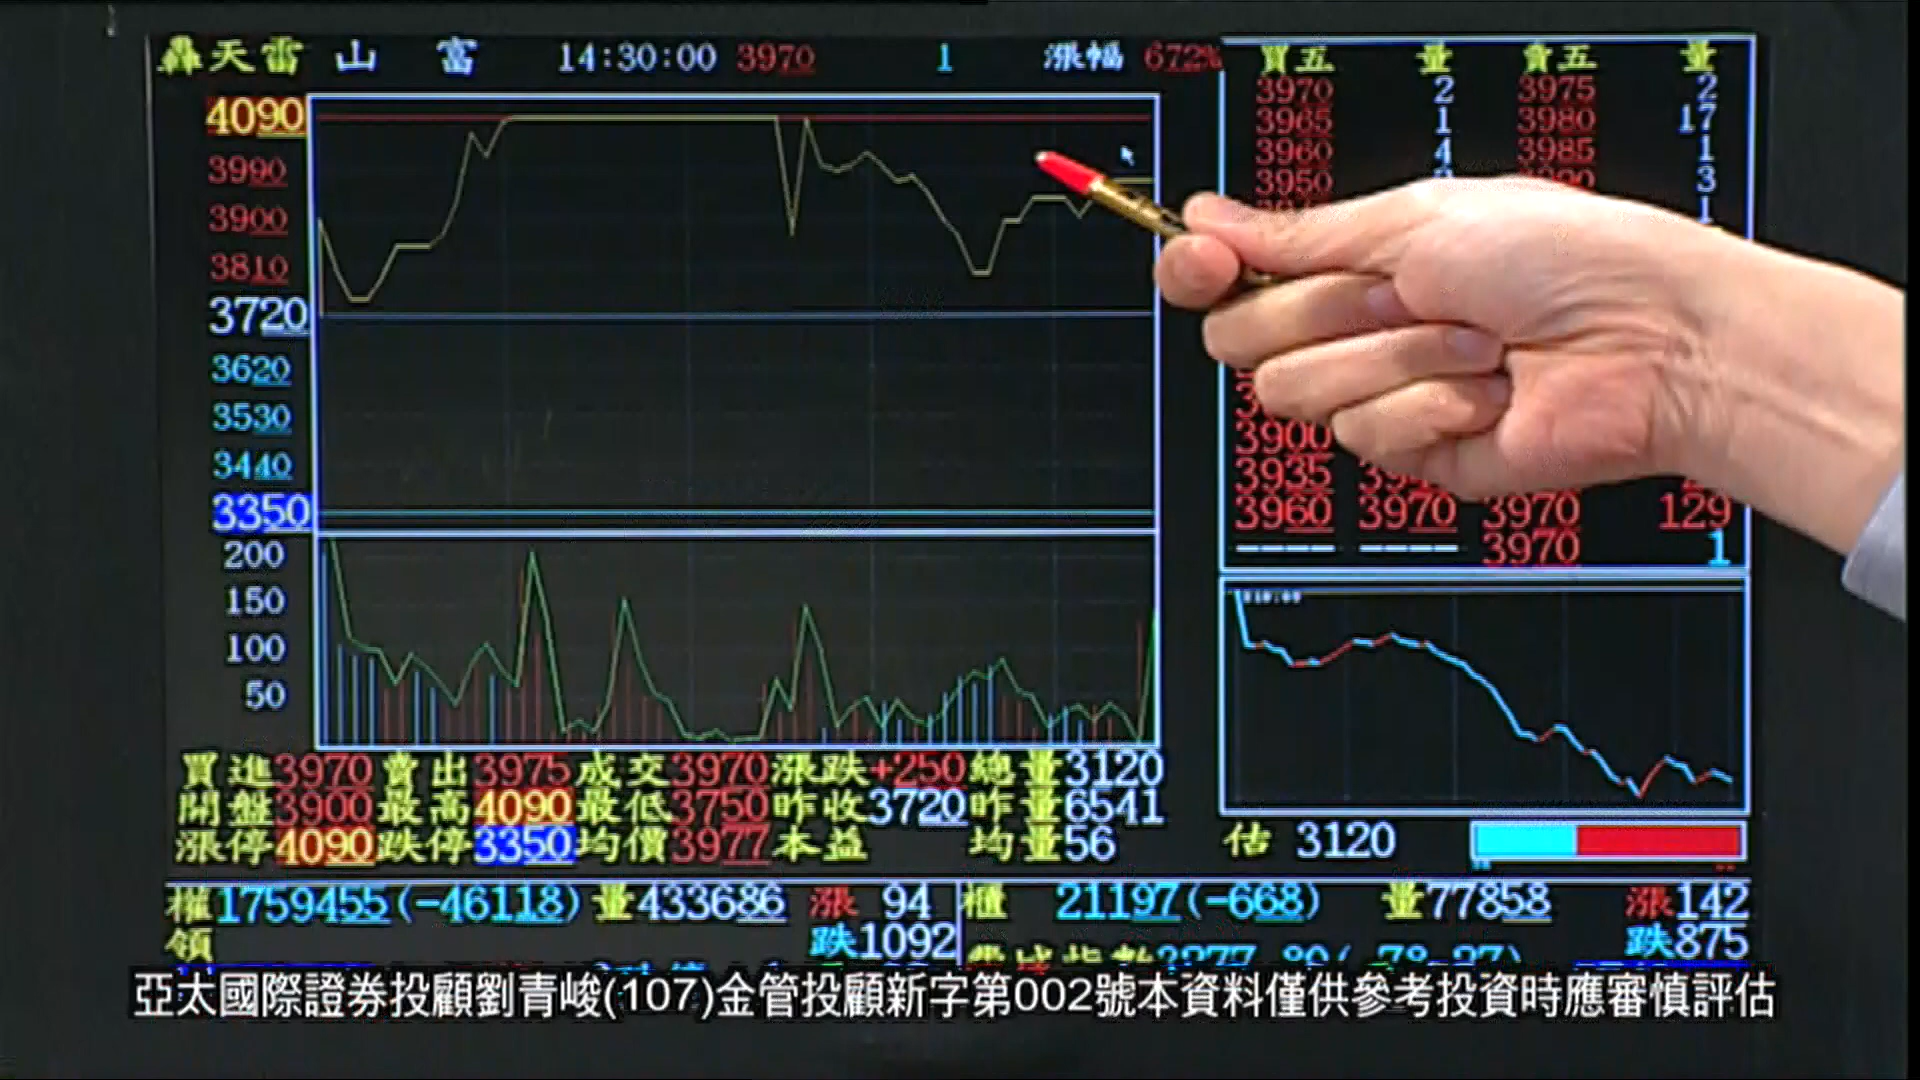 轟天雷 山 富 14:30:00 3970 1 漲幅 672%
買五 量 賣五 量
3970 2 3975 2
3965 1 3980 17
3960 4 3985 1
3950 3
4090
3990
3900
3810
3720
3620
3530
3440
3350
200
150
100
50
3900
3935
3960 3970 3970 129
3970 1
買進3970 賣出3975 成交3970 漲跌+250 總量3120
開盤3900 最高4090 最低3750 昨收3720 昨量6541
漲停4090 跌停3350 均價3977 本益 均量56
估 3120
權1759455(-46118) 量433686 漲 94 櫃 21197(-668) 量77858 漲142
領 跌1092 跌875
亞太國際證券投顧劉青峻(107)金管投顧新字第002號本資料僅供參考投資時應審慎評估